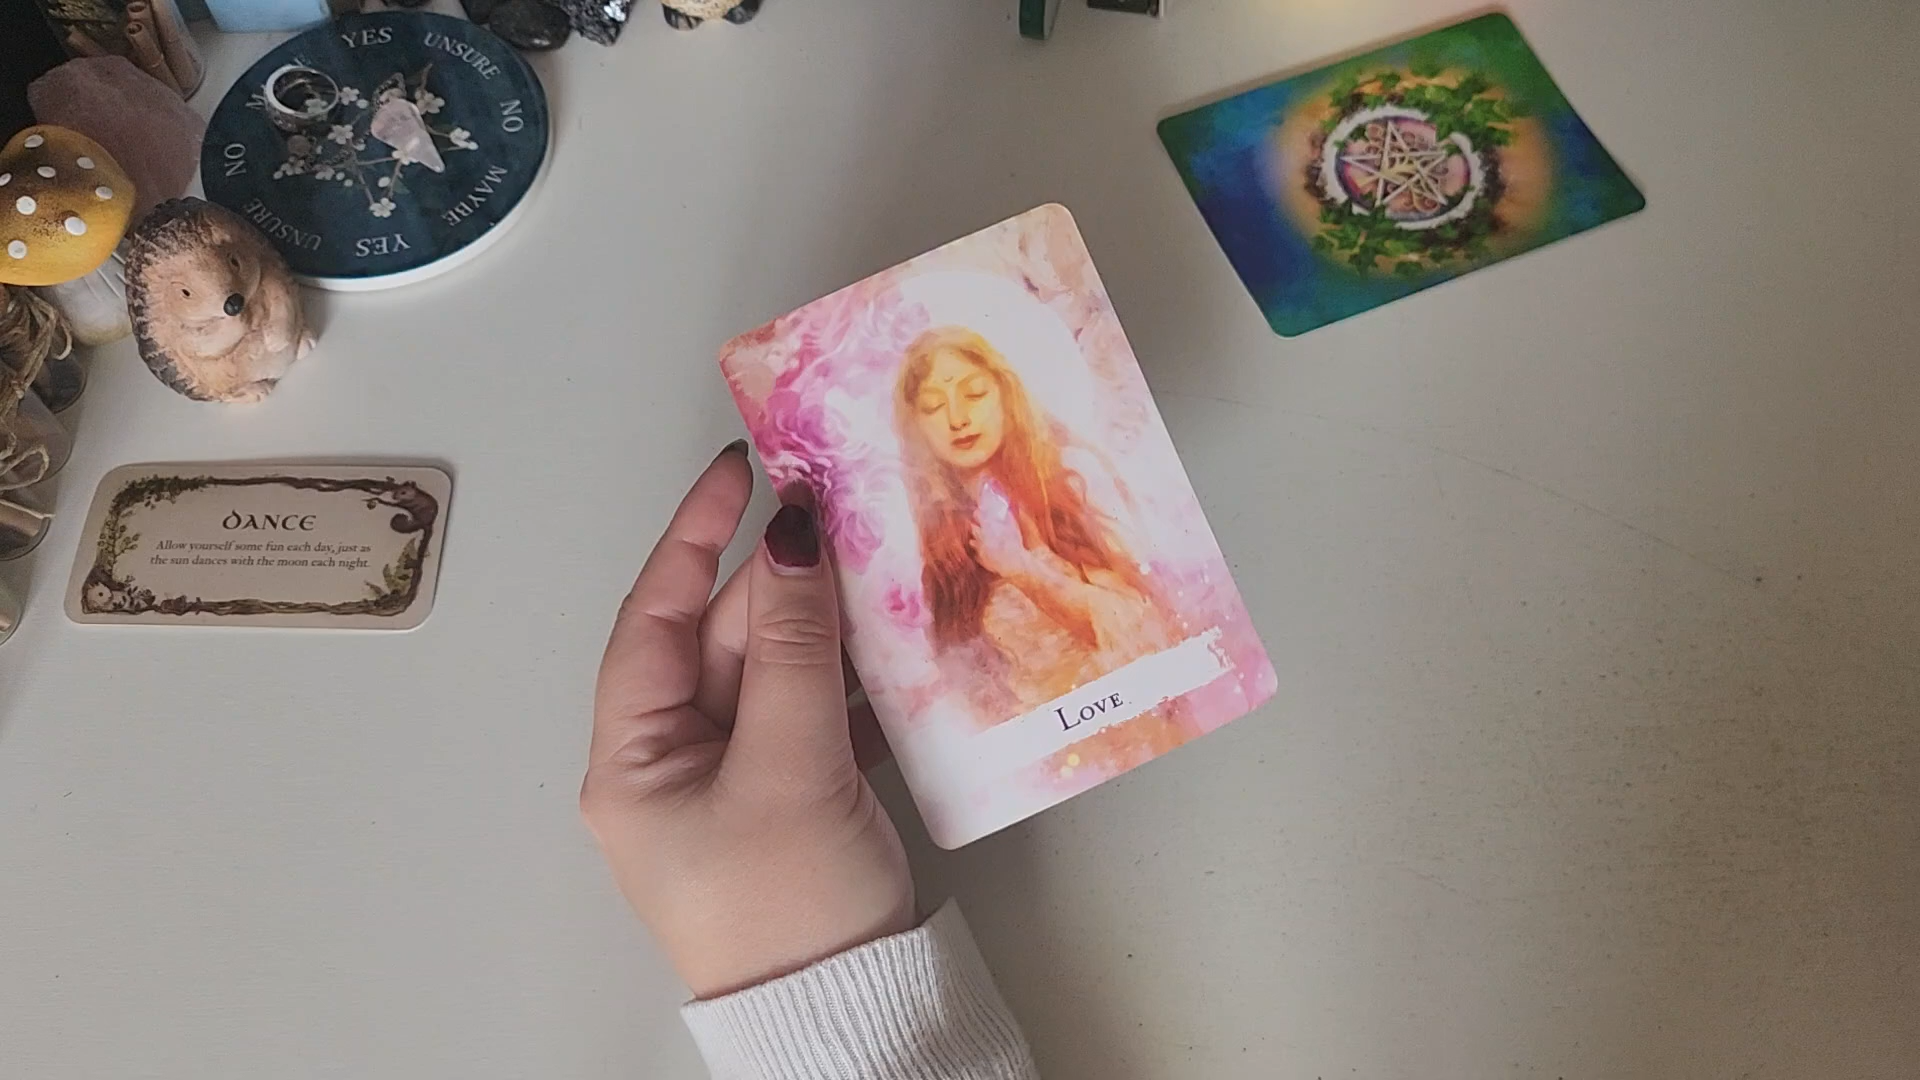 YES
UNSURE
NO
MAYBE
YES
UNSURE
NO
DANCE
Allow yourself some fun each day, just as
the sun dances with the moon each night.
LOVE